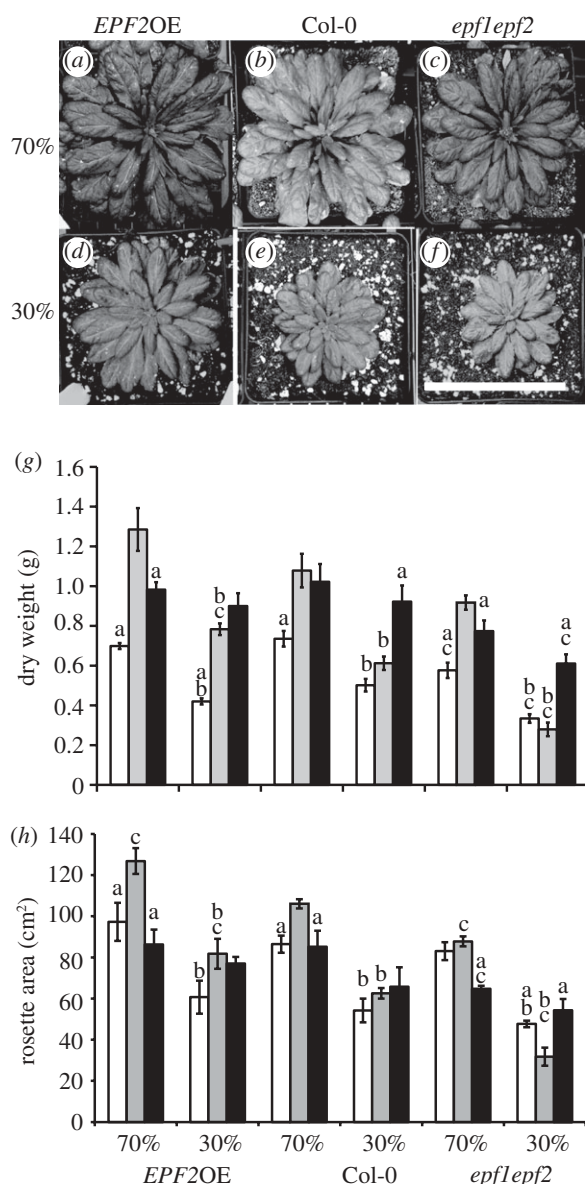 EPF2OE Col-0 epf1epf2
(a) (b) (c)
70%
(d) (e) (f)
30%
(g)
1.6
1.4
1.2
1.0
0.8
0.6
0.4
0.2
0
dry weight (g)
a a a b b c a b b a a c a b c b c a c
(h)
140
120
100
80
60
40
20
0
rosette area (cm²)
a c a b b c a a b b c a c a b b c a
70% 30% 70% 30% 70% 30%
EPF2OE Col-0 epf1epf2